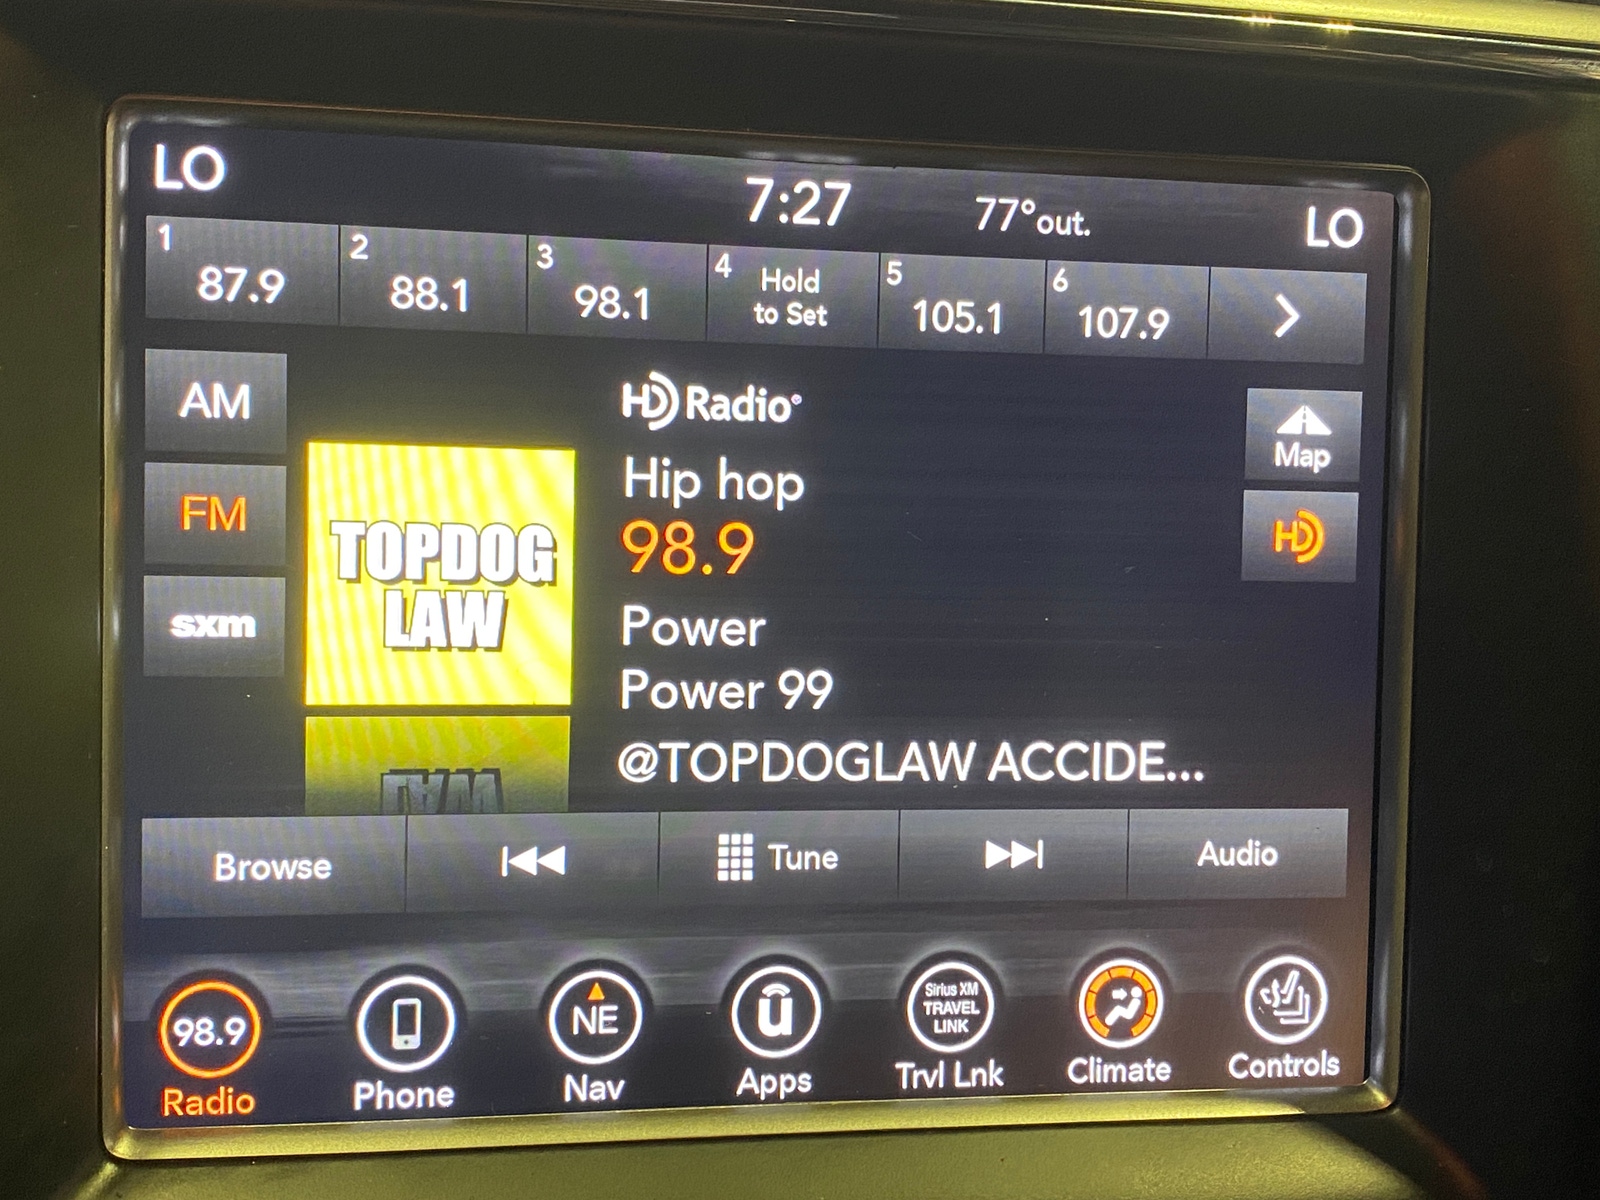 LO
7:27
77°out.
LO
1
87.9
2
88.1
3
98.1
4
Hold
to Set
5
105.1
6
107.9
AM
FM
sxm
TOPDOG
LAW
HD Radio
Hip hop
98.9
Power
Power 99
@TOPDOGLAW ACCIDE...
Map
HD
Browse
Tune
Audio
98.9
Radio
Phone
NE
Nav
u
Apps
Sirius XM
TRAVEL
LINK
Trvl Lnk
Climate
Controls